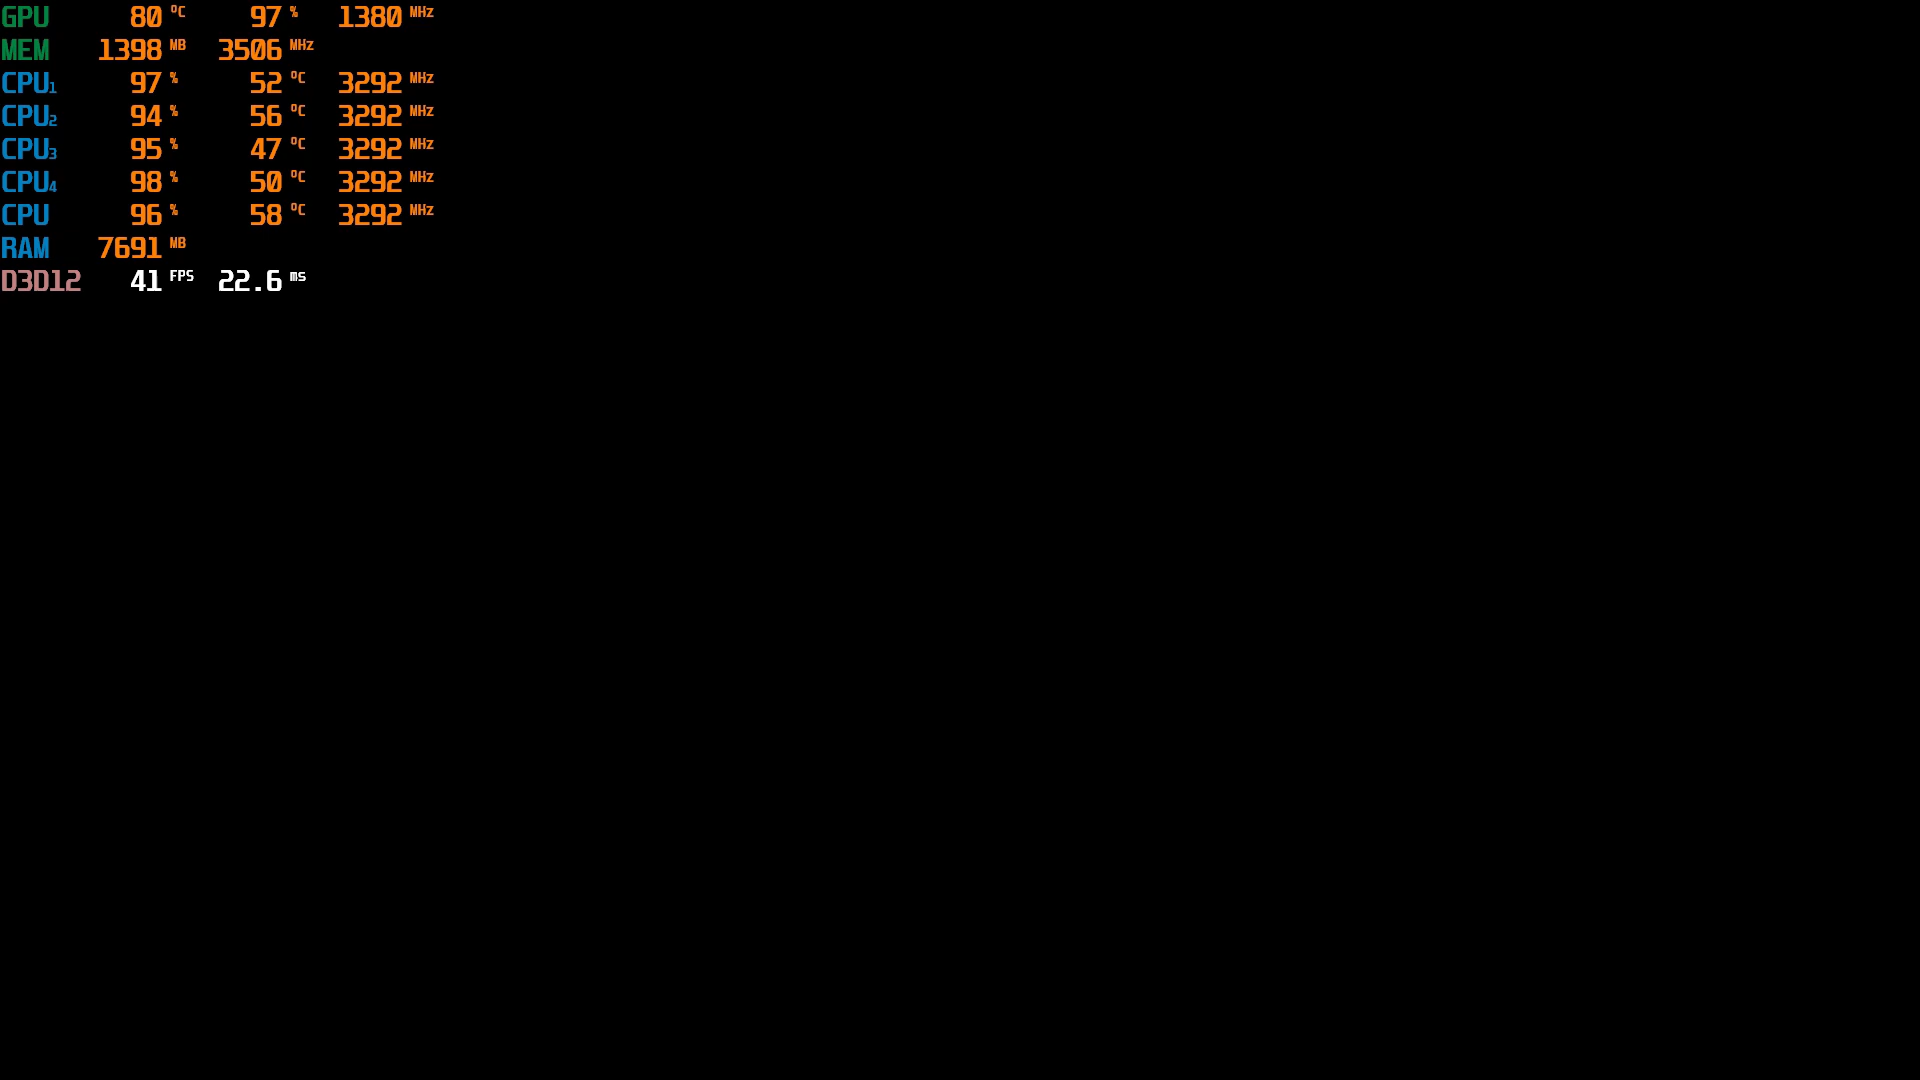 GPU 80 °C 97 % 1380 MHz
MEM 1398 MB 3506 MHz
CPU1 97 % 52 °C 3292 MHz
CPU2 94 % 56 °C 3292 MHz
CPU3 95 % 47 °C 3292 MHz
CPU4 98 % 50 °C 3292 MHz
CPU 96 % 58 °C 3292 MHz
RAM 7691 MB
D3D12 41 FPS 22.6 ms